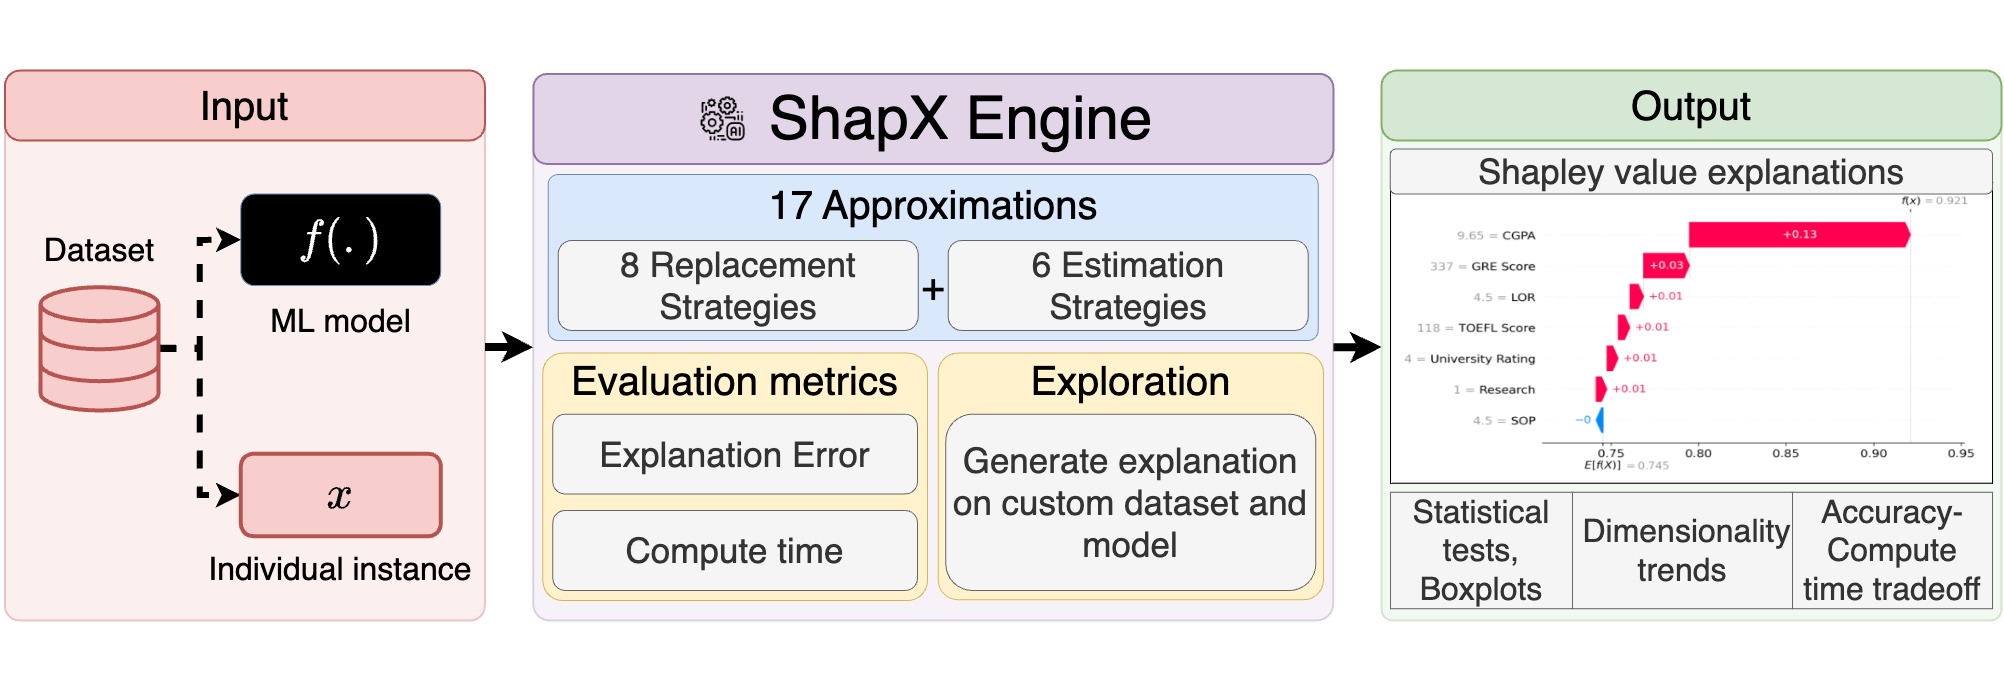 Input
Dataset
f(.)
ML model
x
Individual instance
AI
ShapX Engine
17 Approximations
8 Replacement
Strategies
+
6 Estimation
Strategies
Evaluation metrics
Explanation Error
Compute time
Exploration
Generate explanation
on custom dataset and
model
Output
Shapley value explanations
f(x) = 0.921
9.65 = CGPA
+0.13
337 = GRE Score
+0.03
4.5 = LOR
+0.01
118 = TOEFL Score
+0.01
4 = University Rating
+0.01
1 = Research
+0.01
4.5 = SOP
−0
0.75 0.80 0.85 0.90 0.95
E[f(X)] = 0.745
Statistical
tests,
Boxplots
Dimensionality
trends
Accuracy-
Compute
time tradeoff